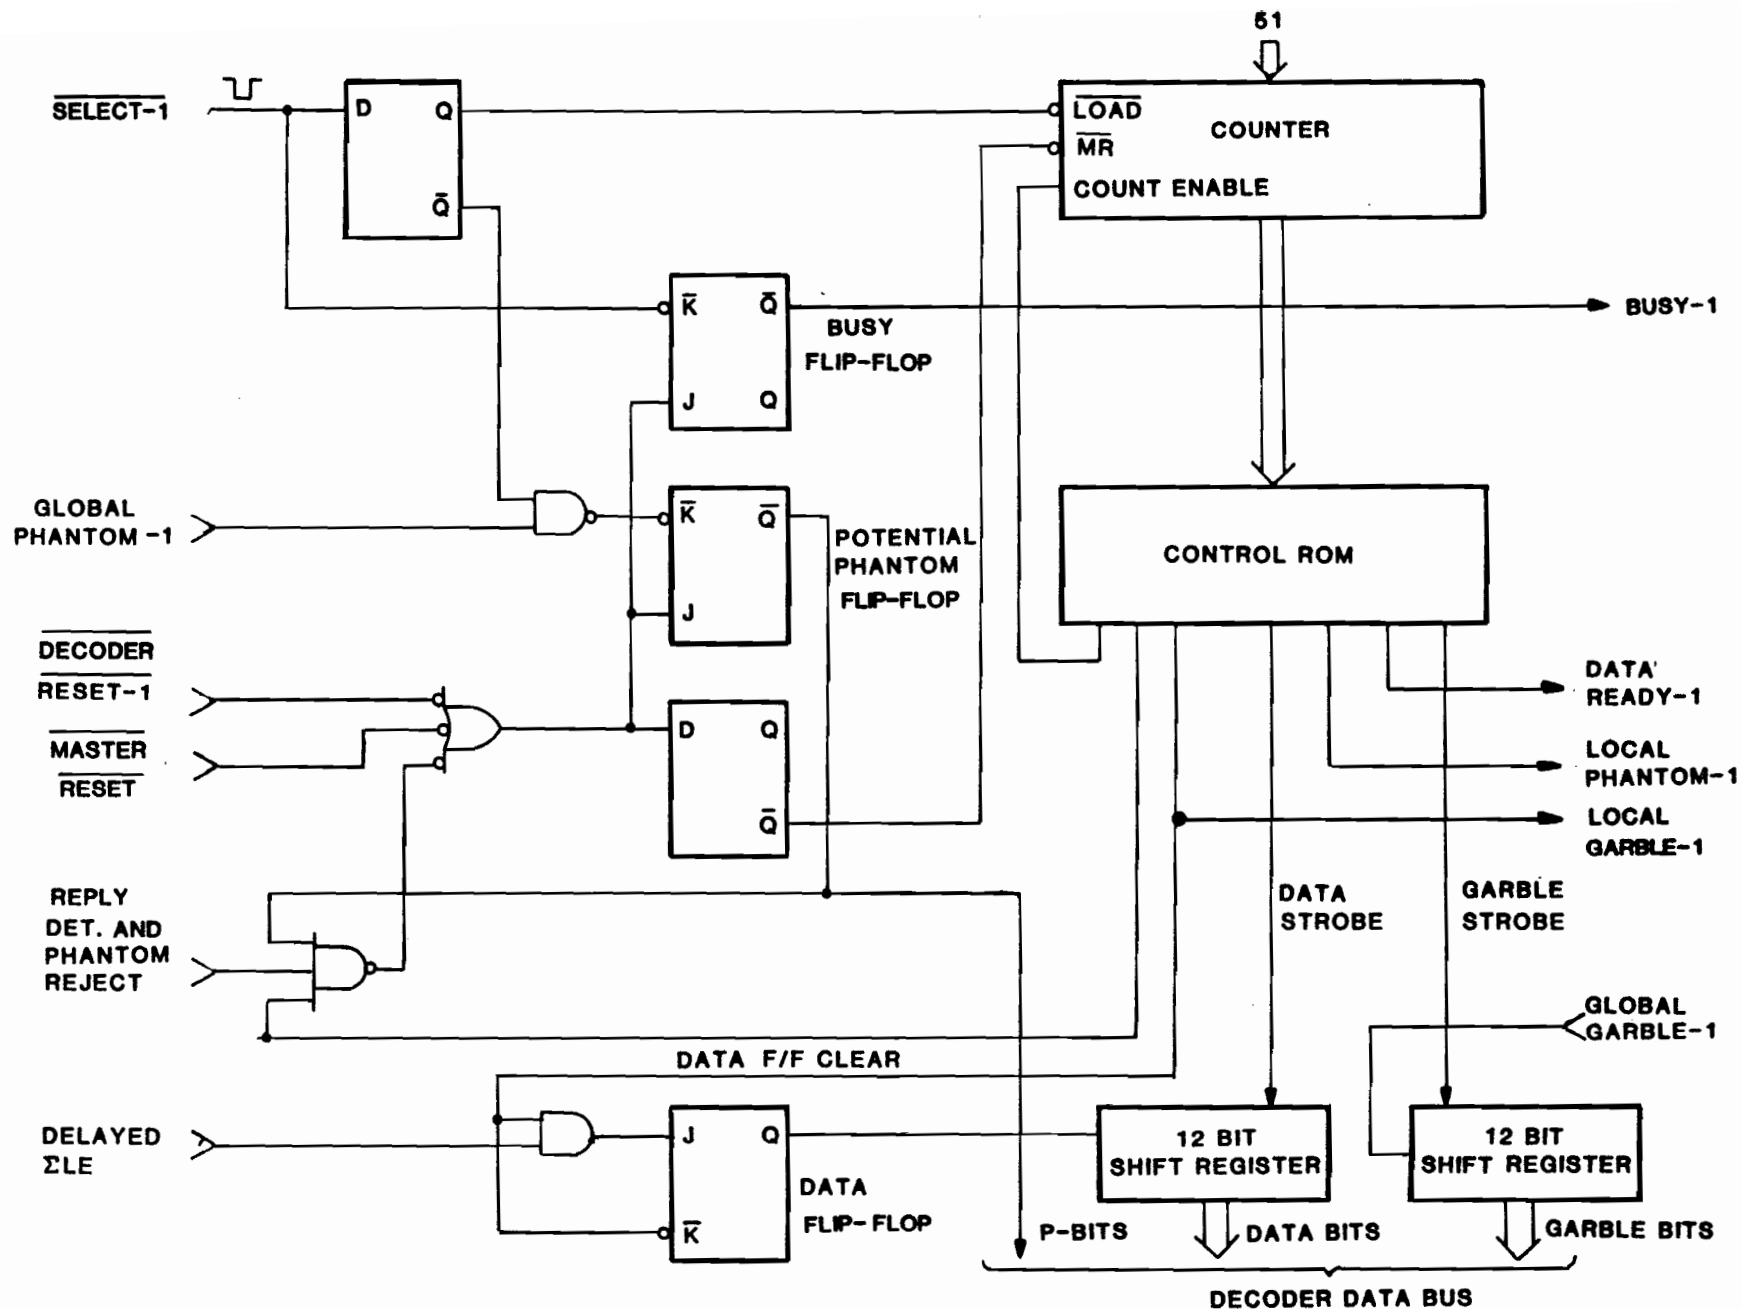 51
SELECT-1
D
Q
LOAD
COUNTER
MR
COUNT ENABLE
Q
K
Q
BUSY
FLIP-FLOP
BUSY-1
J
Q
GLOBAL
PHANTOM-1
K
Q
POTENTIAL
PHANTOM
FLIP-FLOP
CONTROL ROM
J
DECODER
RESET-1
MASTER
RESET
D
Q
Q
DATA
READY-1
LOCAL
PHANTOM-1
LOCAL
GARBLE-1
REPLY
DET. AND
PHANTOM
REJECT
DATA
STROBE
GARBLE
STROBE
GLOBAL
GARBLE-1
DATA F/F CLEAR
DELAYED
ΣLE
J
Q
DATA
FLIP-FLOP
K
12 BIT
SHIFT REGISTER
12 BIT
SHIFT REGISTER
P-BITS
DATA BITS
GARBLE BITS
DECODER DATA BUS